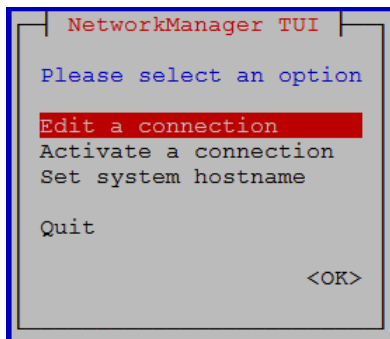 NetworkManager TUI
Please select an option
Edit a connection
Activate a connection
Set system hostname
Quit
<OK>